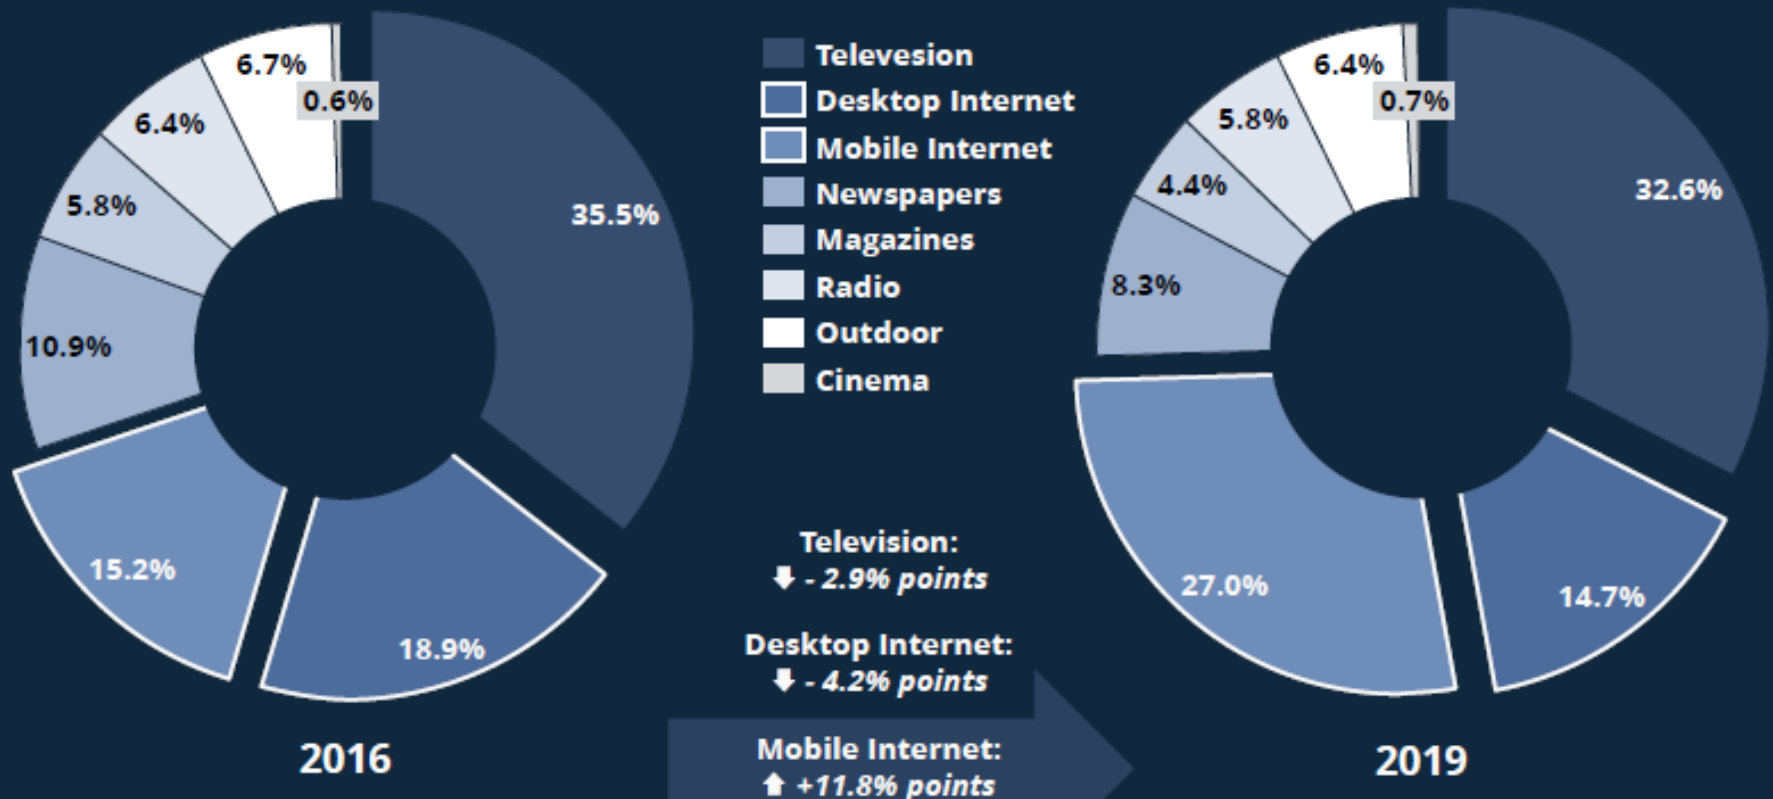 6.7%
0.6%
6.4%
5.8%
10.9%
15.2%
18.9%
35.5%
2016
Televesion
Desktop Internet
Mobile Internet
Newspapers
Magazines
Radio
Outdoor
Cinema
Television:
🡇 - 2.9% points
Desktop Internet:
🡇 - 4.2% points
Mobile Internet:
🡅 +11.8% points
6.4%
0.7%
5.8%
4.4%
8.3%
27.0%
14.7%
32.6%
2019